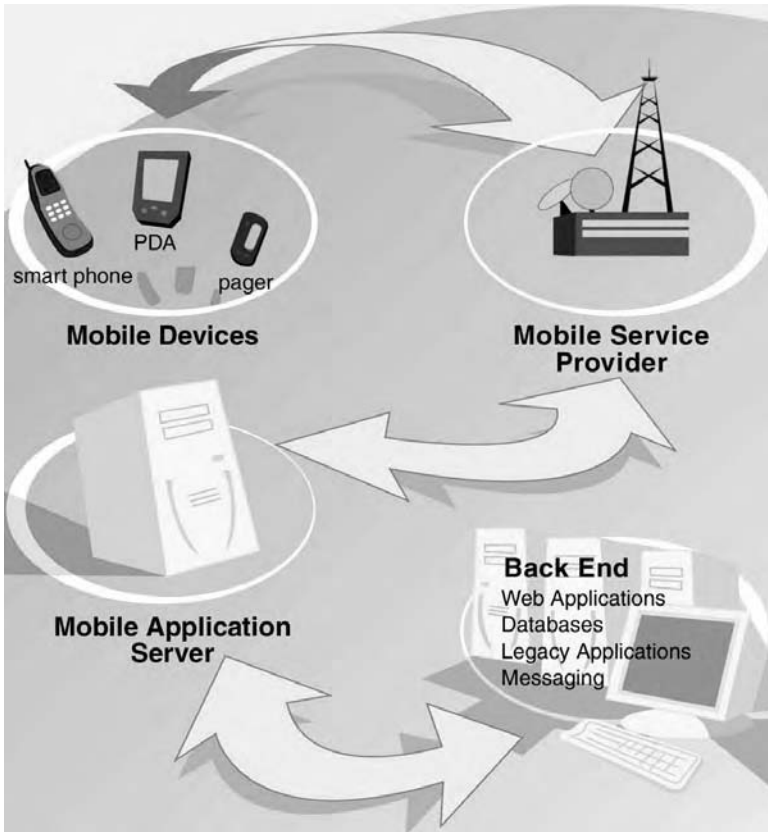 smart phone
PDA
pager
Mobile Devices
Mobile Service
Provider
Mobile Application
Server
Back End
Web Applications
Databases
Legacy Applications
Messaging